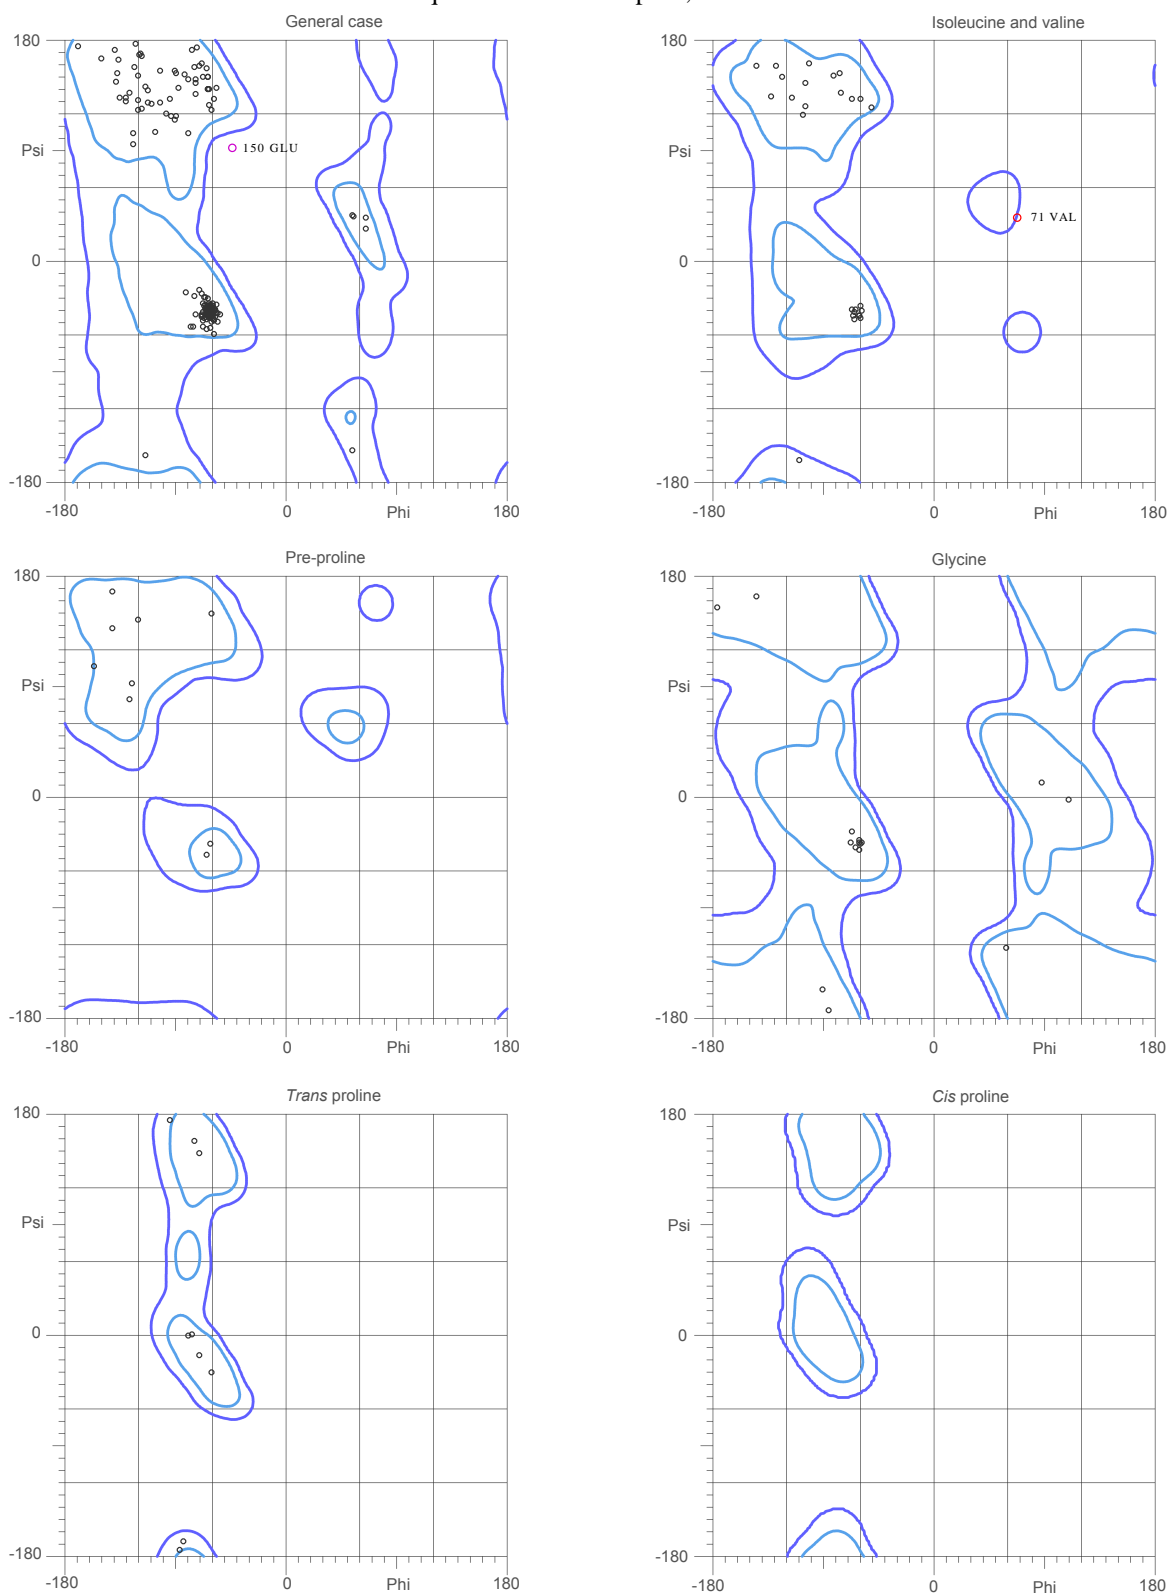 General case
180
Psi
0
-180
-180
0
Phi
180
150 GLU
Isoleucine and valine
180
Psi
0
-180
-180
0
Phi
180
71 VAL
Pre-proline
180
Psi
0
-180
-180
0
Phi
180
Glycine
180
Psi
0
-180
-180
0
Phi
180
Trans proline
180
Psi
0
-180
-180
0
Phi
180
Cis proline
180
Psi
0
-180
-180
0
Phi
180